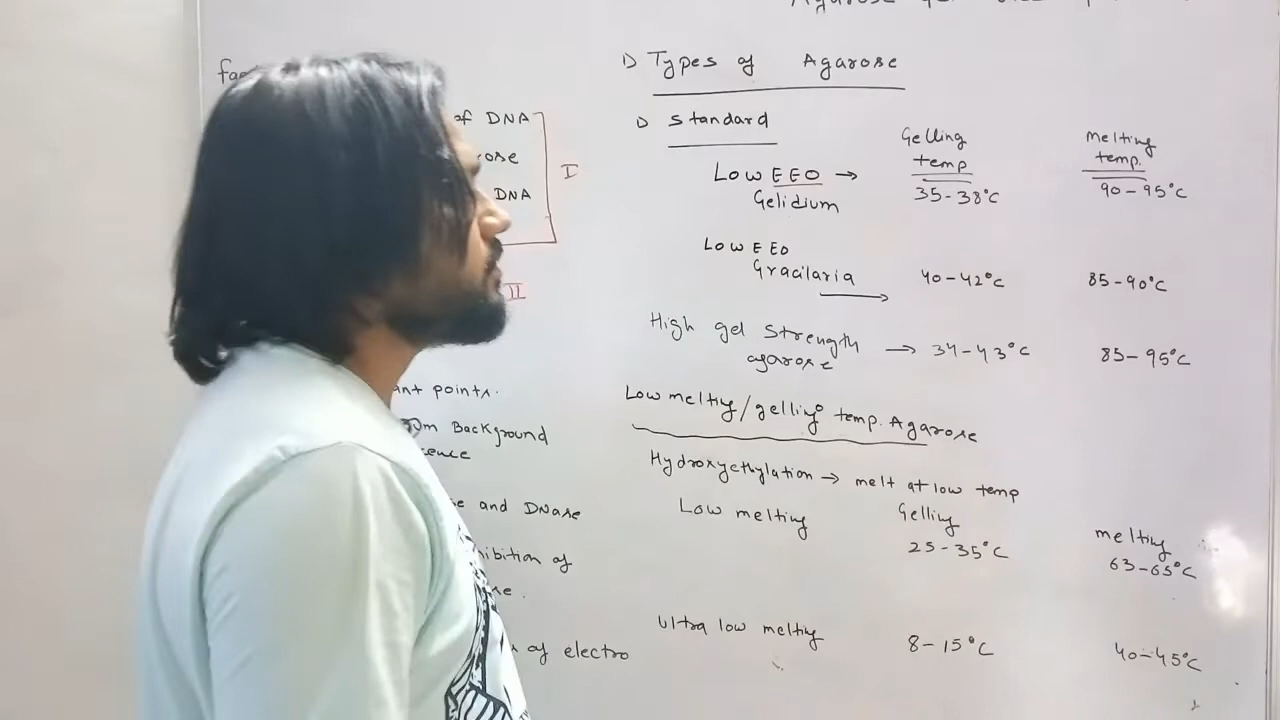 1) Types of Agarose
1) Standard
Gelling temp
Melting temp.
Low EEO → 35-38°C 90-95°C
Gelidium
Low EEO
Gracilaria → 40-42°C 85-90°C
High gel Strength agarose → 34-43°C 85-95°C
Low melting/gelling temp. Agarose
Hydroxyethylation → melt at low temp
Gelling melting
Low melting 25-35°C 63-65°C
Ultra low melting 8-15°C 40-45°C
of DNA
DNA
I
II
points.
Background
and DNase
of
of electro